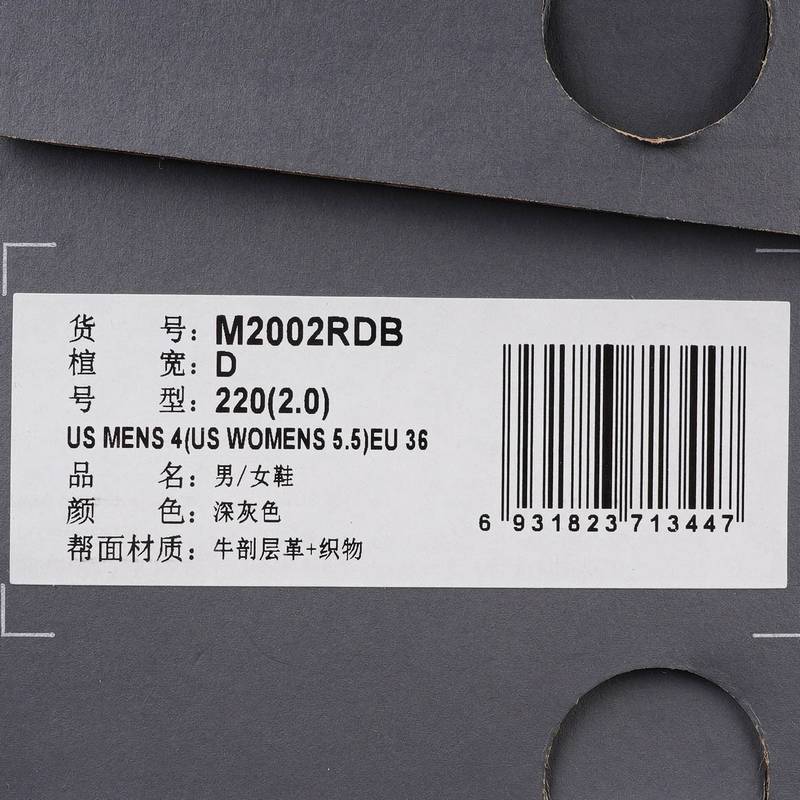 货 号：M2002RDB
楦 宽：D
号 型：220(2.0)
US MENS 4(US WOMENS 5.5)EU 36
品 名：男/女鞋
颜 色：深灰色
帮面材质：牛剖层革+织物
6 931823 713447